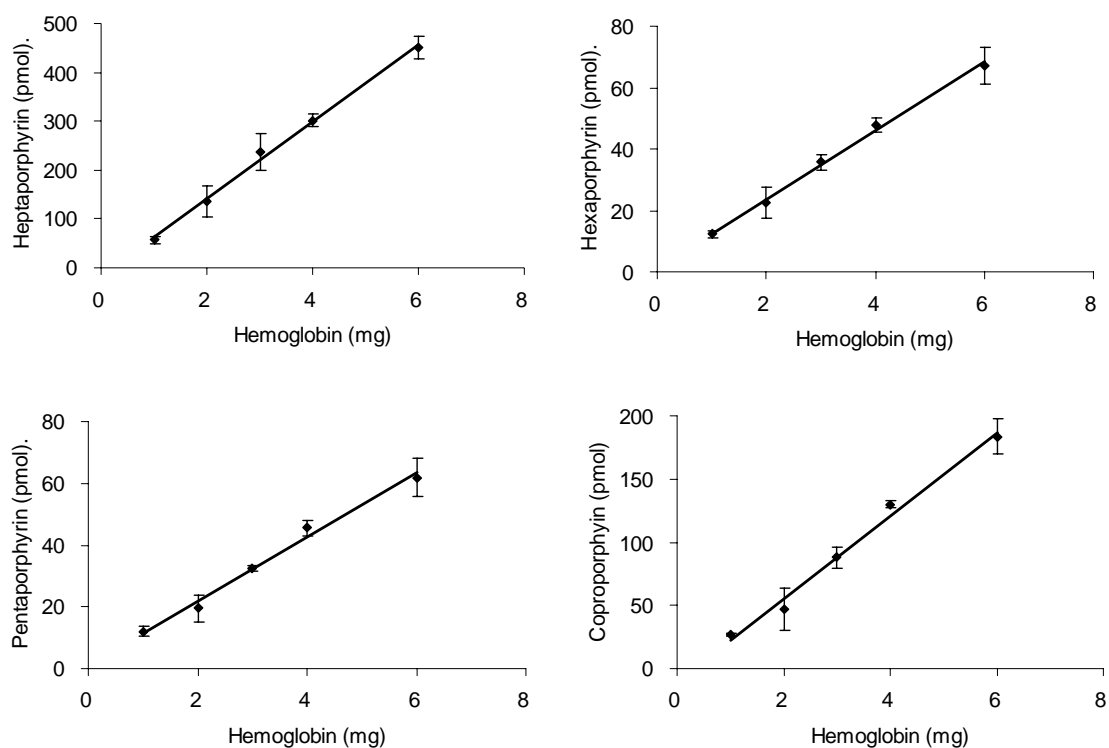 Heptaporphyrin (pmol).
500
400
300
200
100
0
0 2 4 6 8
Hemoglobin (mg)
Hexaporphyrin (pmol).
80
60
40
20
0
0 2 4 6 8
Hemoglobin (mg)
Pentaporphyrin (pmol).
80
60
40
20
0
0 2 4 6 8
Hemoglobin (mg)
Coproporphyin (pmol)
200
150
100
50
0
0 2 4 6 8
Hemoglobin (mg)